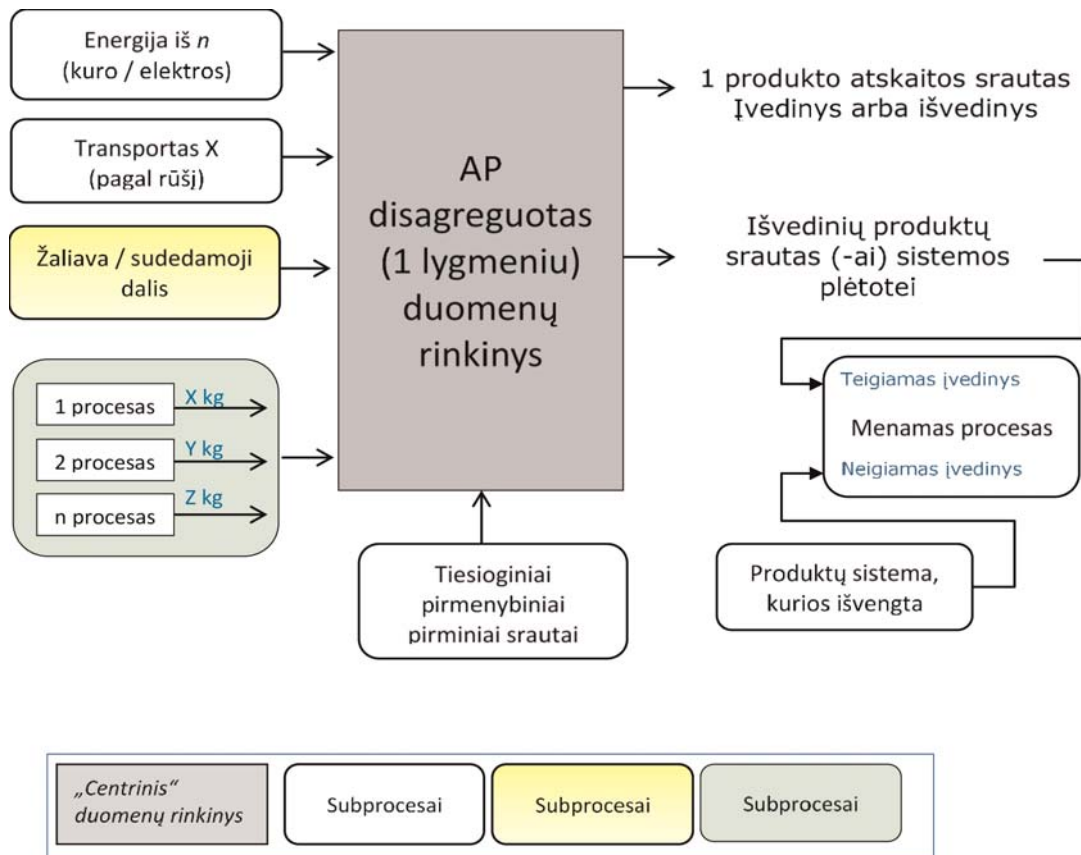 Energija iš n
(kuro / elektros)
Transportas X
(pagal rūšį)
Žaliava / sudedamoji
dalis
1 procesas
X kg
2 procesas
Y kg
n procesas
Z kg
AP
disagreguotas
(1 lygmeniu)
duomenų
rinkinys
Tiesioginiai
pirmenybiniai
pirminiai srautai
1 produkto atskaitos srautas
Įvedinys arba išvedinys
Išvedinių produktų
srautas (-ai) sistemos
plėtotei
Teigiamas įvedinys
Menamas procesas
Neigiamas įvedinys
Produktų sistema,
kurios išvengta
„Centrinis“
duomenų rinkinys
Subprocesai
Subprocesai
Subprocesai